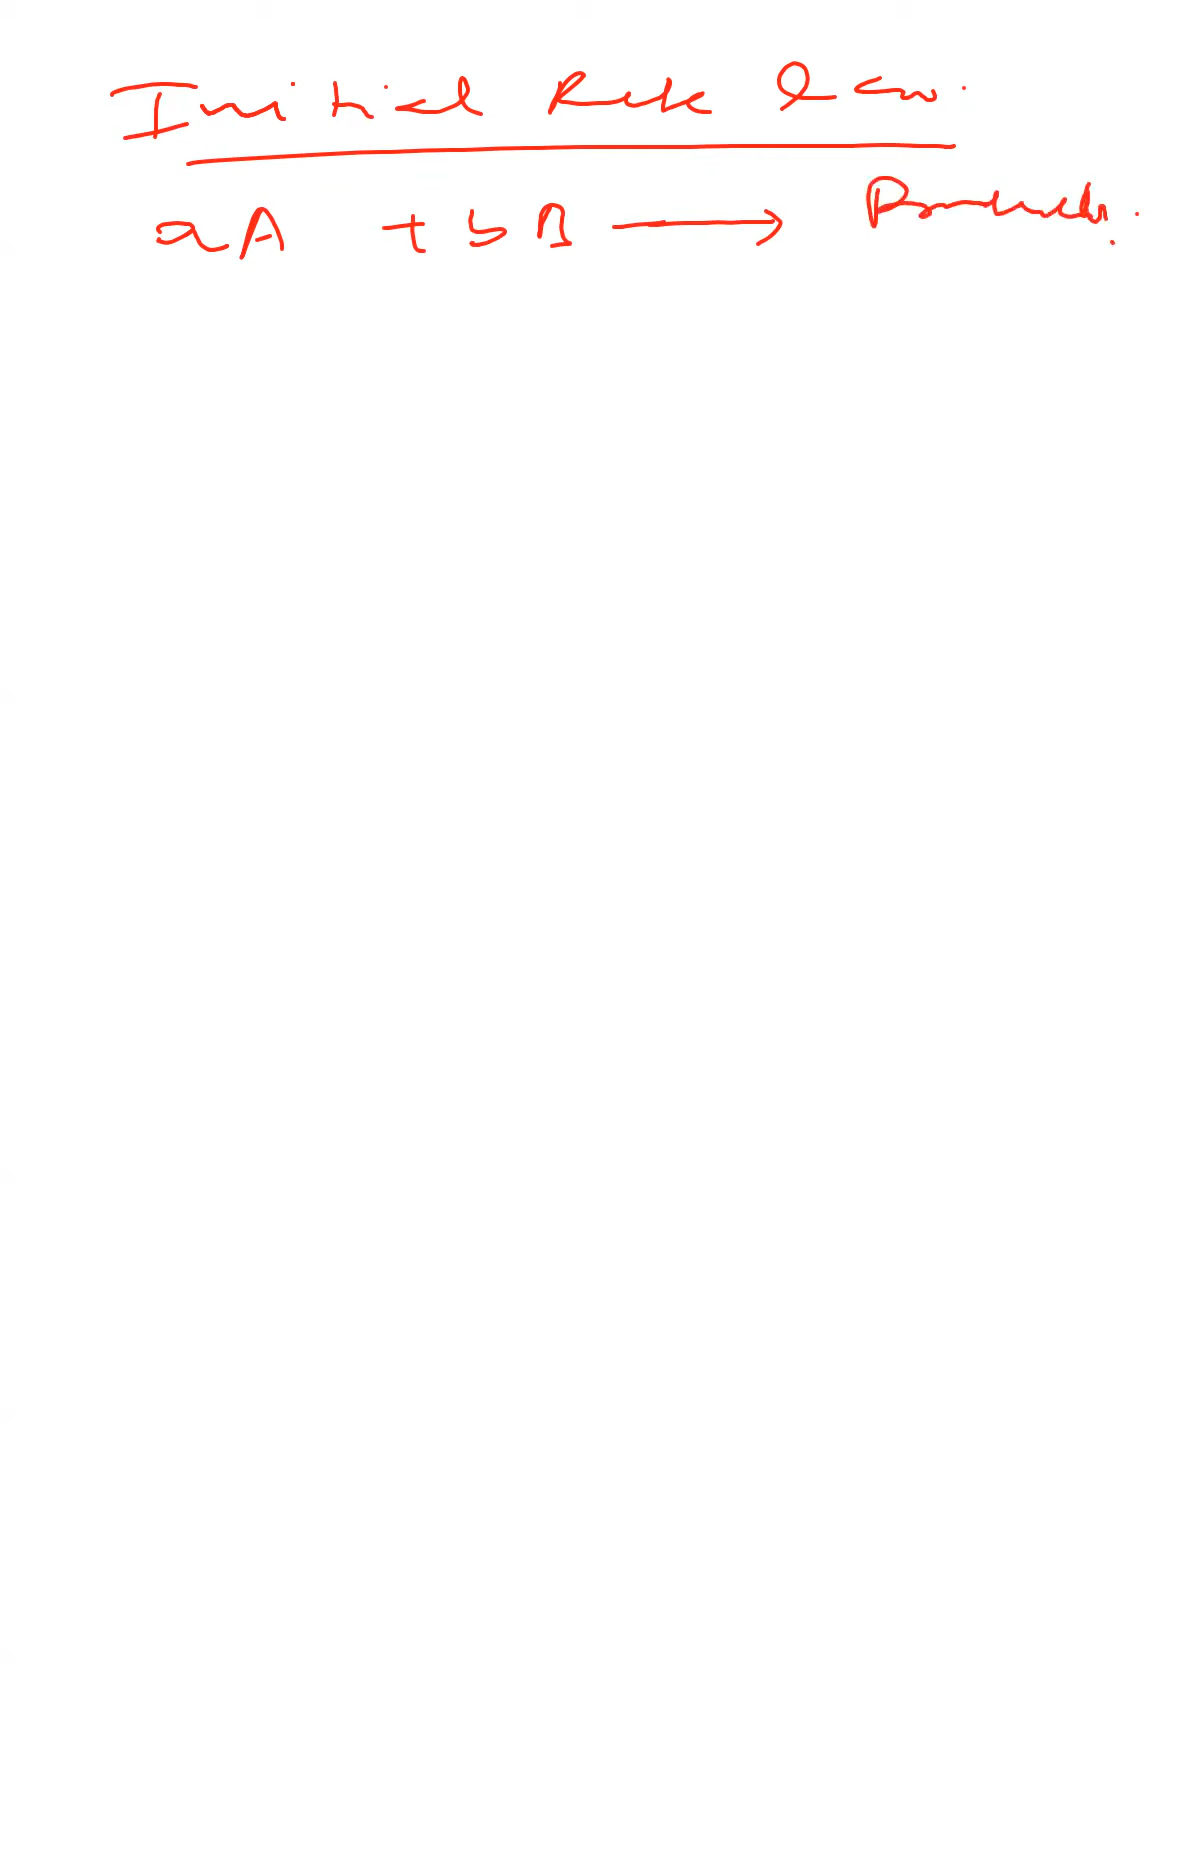 Initial Rate law.
aA + bB → Products.